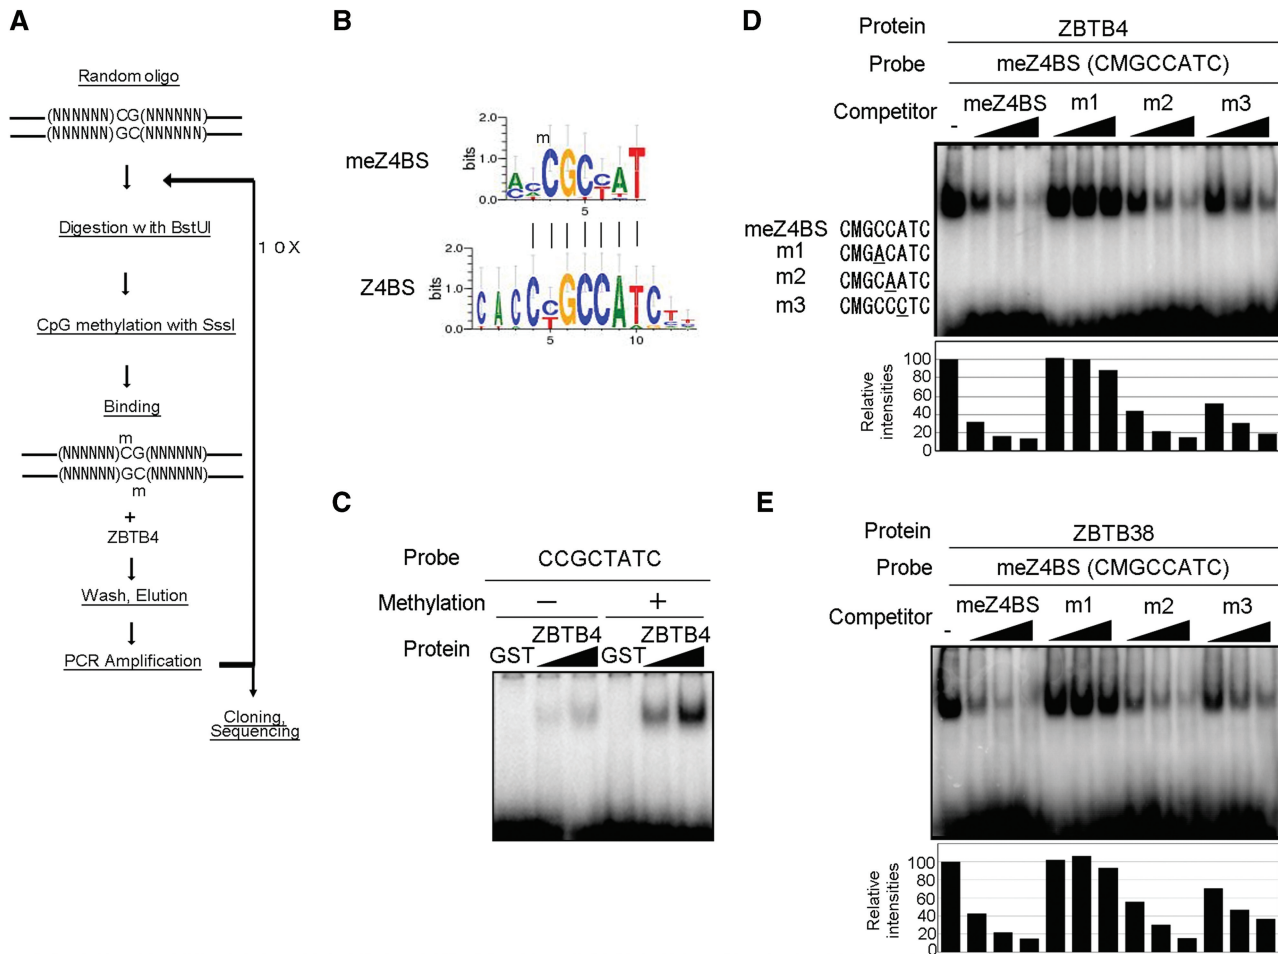 A
Random oligo
(NNNNNN)CG(NNNNNN)
(NNNNNN)GC(NNNNNN)
Digestion with BstUI
10X
CpG methylation with SssI
Binding
m
(NNNNNN)CG(NNNNNN)
(NNNNNN)GC(NNNNNN)
m
+
ZBTB4
Wash, Elution
PCR Amplification
Cloning,
Sequencing
B
meZ4BS
bits
2.0
1.0
0.0
m
CGC AT
5
Z4BS
bits
2.0
1.0
0.0
CACC GCCATC
5 10
C
Probe CCGCTATC
Methylation – +
Protein GST ZBTB4 GST ZBTB4
D
Protein ZBTB4
Probe meZ4BS (CMGCCATC)
Competitor - meZ4BS m1 m2 m3
meZ4BS CMGCCATC
m1 CMGACATC
m2 CMGCAATC
m3 CMGCCCTC
Relative
intensities
100
80
60
40
20
0
E
Protein ZBTB38
Probe meZ4BS (CMGCCATC)
Competitor - meZ4BS m1 m2 m3
Relative
intensities
100
80
60
40
20
0